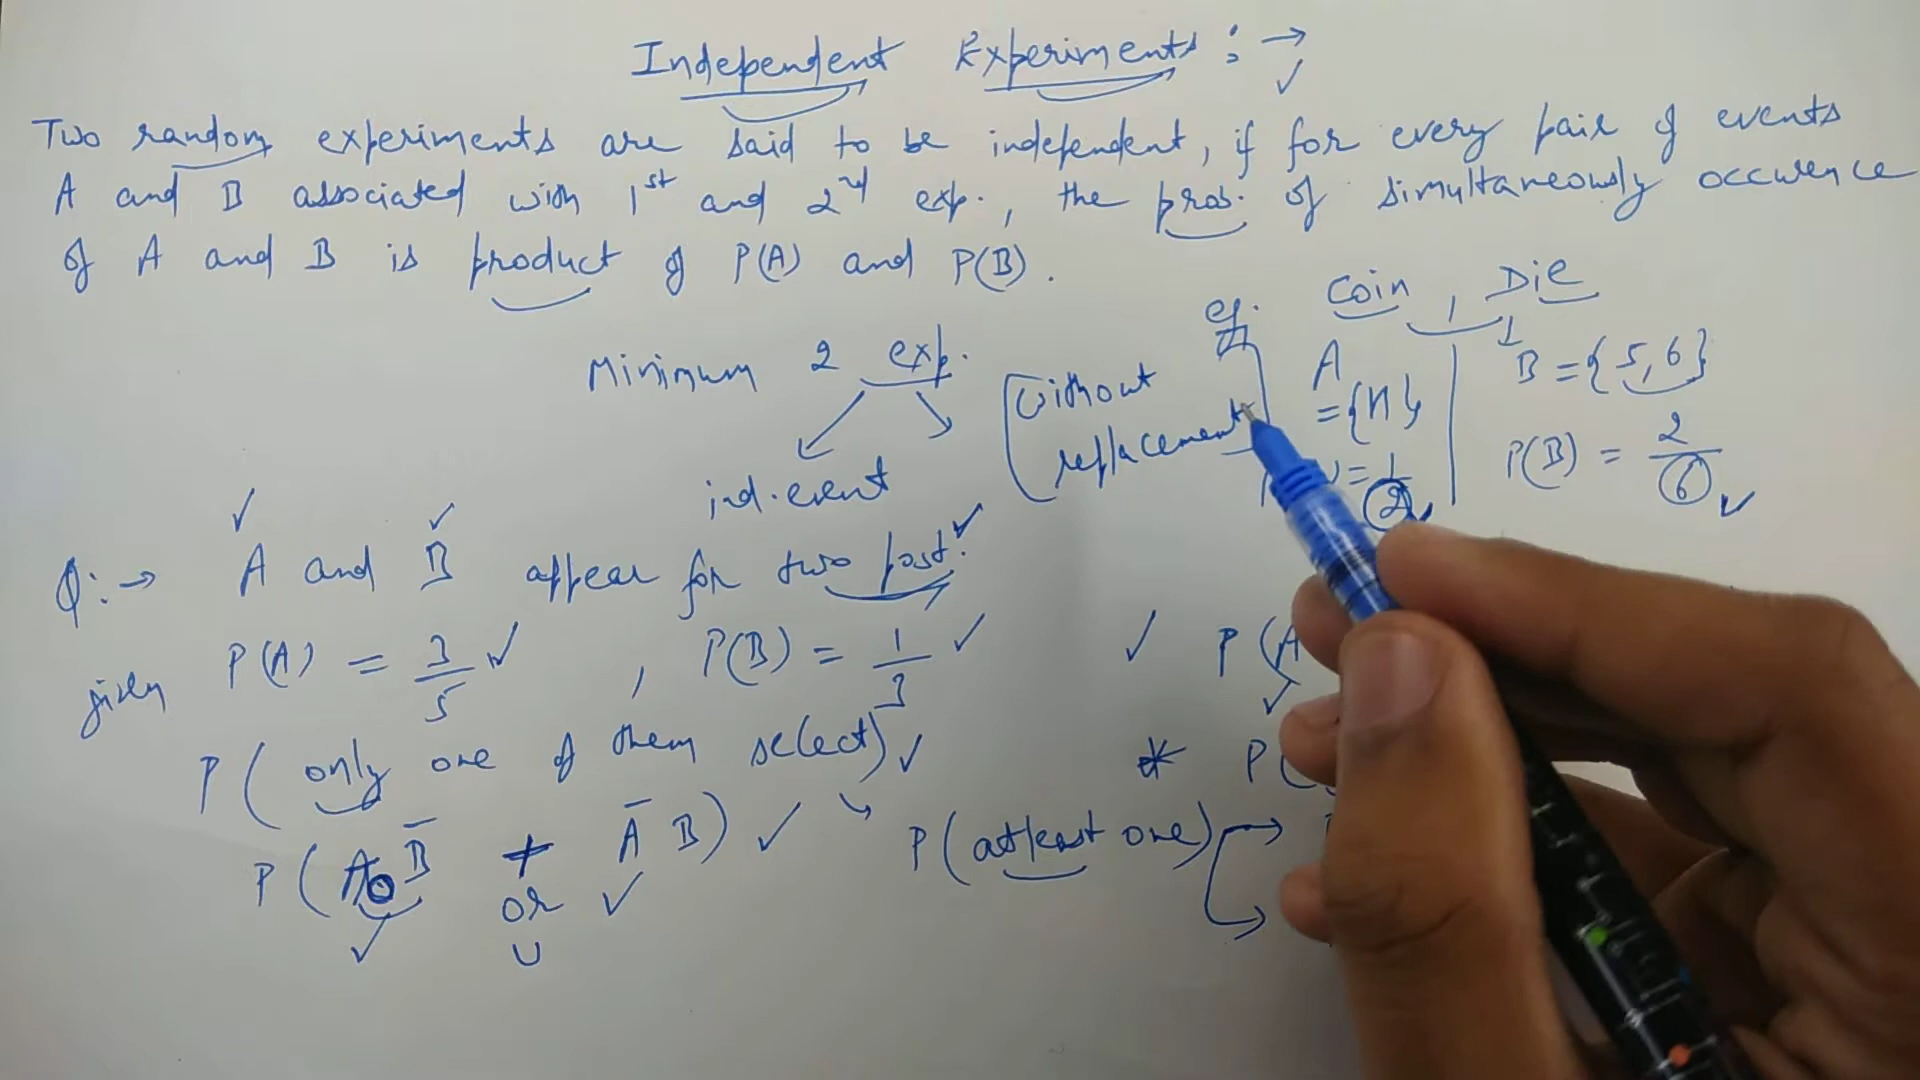 Independent Experiments : →
Two random experiments are said to be independent, if for every pair of events
A and B associated with 1st and 2nd exp., the prob. of simultaneously occurence
of A and B is product of P(A) and P(B).
eg. Coin , Die
Minimum 2 exp.
ind. event
Without
replacement
A
= {H}
= 1/2
B = {5,6}
P(B) = 2/6
Q:→ A and B appear for two post.
given P(A) = 3/5 , P(B) = 1/3
P(A
P( only one of them select)
* P(
P(A B̅ + A̅ B)
or
∪
P(atleast one)